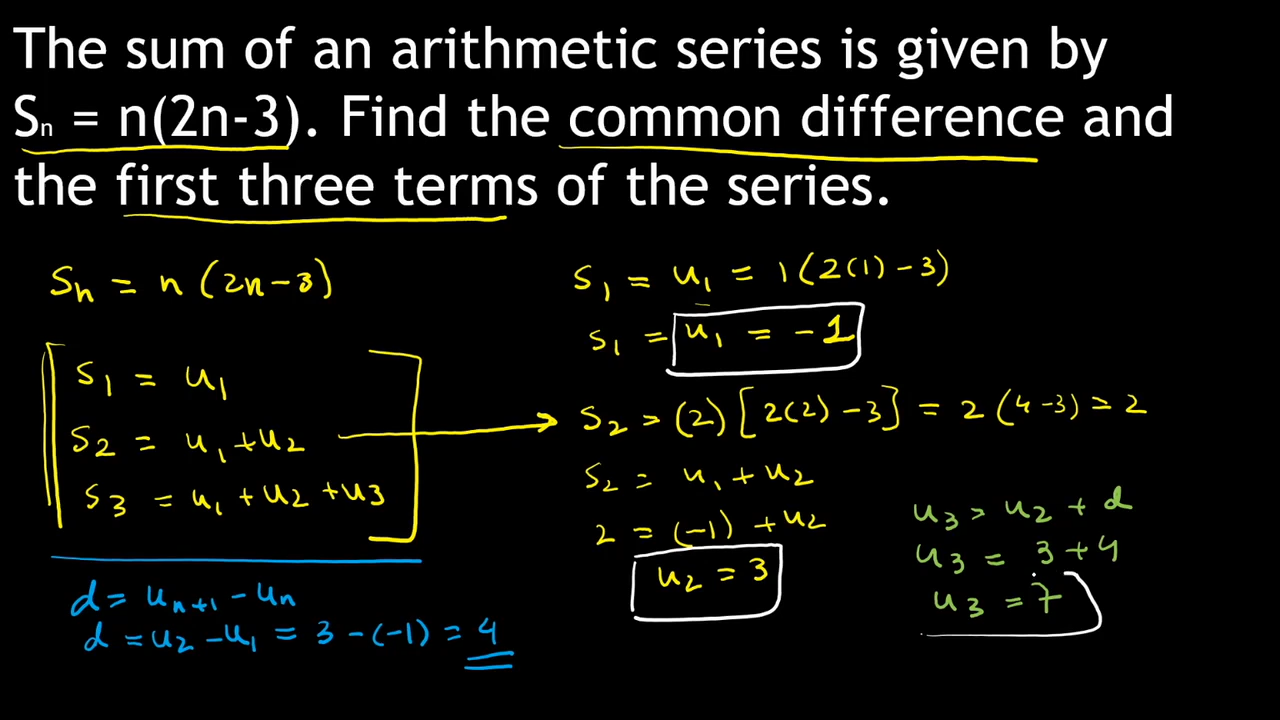 The sum of an arithmetic series is given by
Sn = n(2n-3). Find the common difference and
the first three terms of the series.
Sn = n (2n-3)
S1 = u1
S2 = u1+u2
S3 = u1+u2+u3
d = un+1 - un
d = u2 - u1 = 3 - (-1) = 4
S1 = u1 = 1(2(1) - 3)
S1 = u1 = -1
S2 = (2) [2(2) - 3] = 2 (4-3) = 2
S2 = u1 + u2
2 = (-1) + u2
u2 = 3
u3 = u2 + d
u3 = 3 + 4
u3 = 7